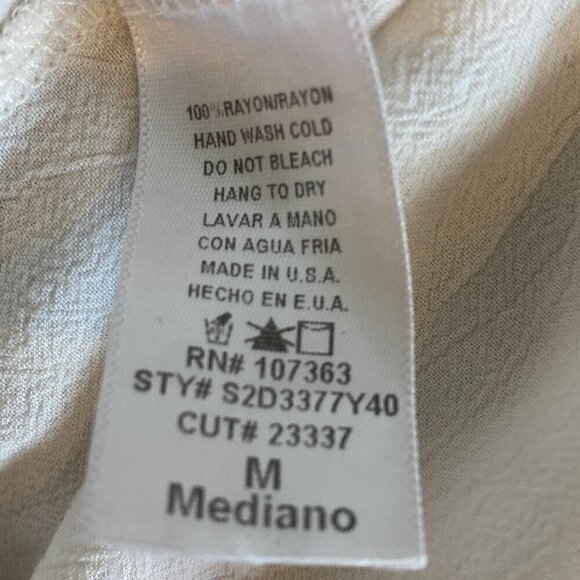 100% RAYON/RAYON
HAND WASH COLD
DO NOT BLEACH
HANG TO DRY
LAVAR A MANO
CON AGUA FRIA
MADE IN U.S.A.
HECHO EN E.U.A.
RN# 107363
STY# S2D3377Y40
CUT# 23337
M
Mediano